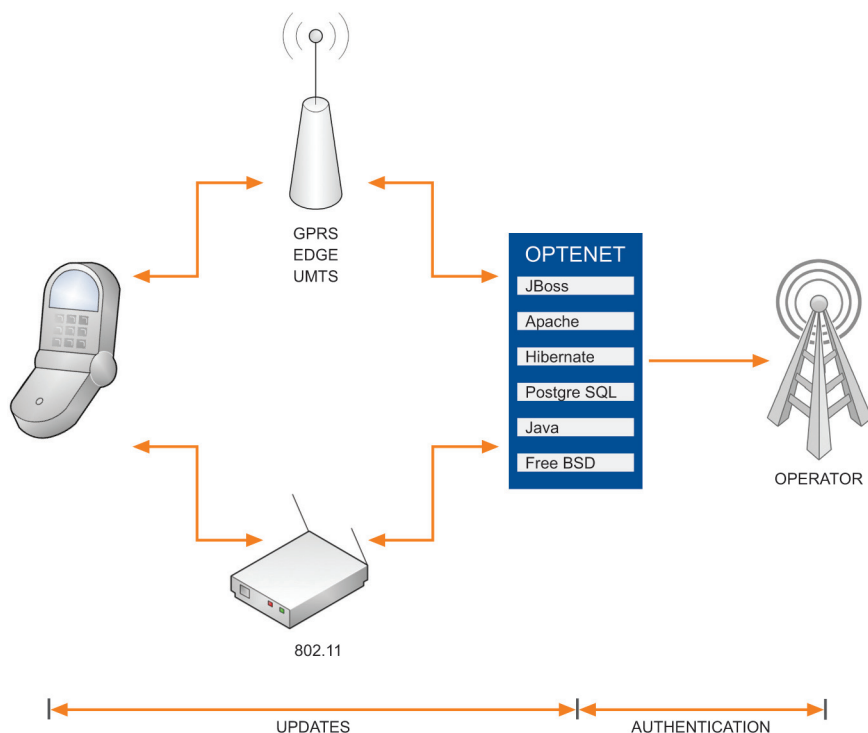 GPRS
EDGE
UMTS
OPTENET
JBoss
Apache
Hibernate
Postgre SQL
Java
Free BSD
OPERATOR
802.11
UPDATES
AUTHENTICATION